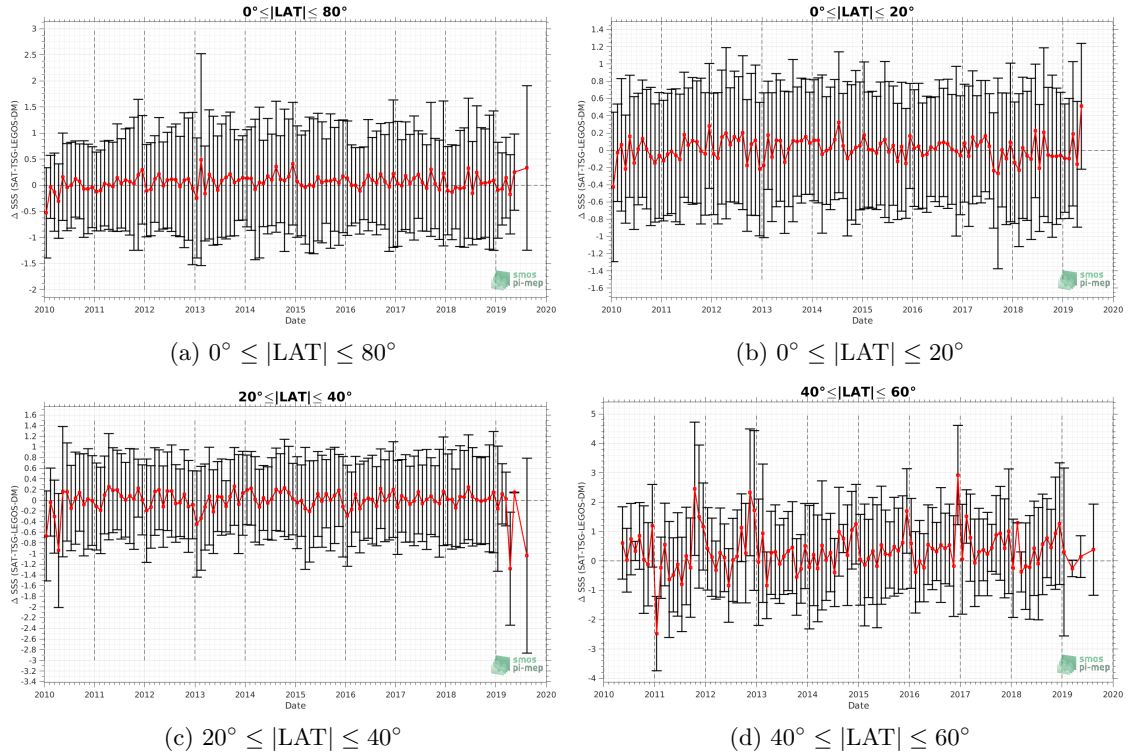 0°≤|LAT|≤ 80°
3
2.5
2
1.5
1
0.5
0
-0.5
-1
-1.5
-2
Δ SSS (SAT-TSG-LEGOS-DM)
2010 2011 2012 2013 2014 2015 2016 2017 2018 2019 2020
Date
smos
pi-mep
(a) 0° ≤ |LAT| ≤ 80°
0°≤|LAT|≤ 20°
1.4
1.2
1
0.8
0.6
0.4
0.2
0
-0.2
-0.4
-0.6
-0.8
-1
-1.2
-1.4
-1.6
Δ SSS (SAT-TSG-LEGOS-DM)
2010 2011 2012 2013 2014 2015 2016 2017 2018 2019 2020
Date
smos
pi-mep
(b) 0° ≤ |LAT| ≤ 20°
20°≤|LAT|≤ 40°
1.6
1.4
1.2
1
0.8
0.6
0.4
0.2
0
-0.2
-0.4
-0.6
-0.8
-1
-1.2
-1.4
-1.6
-1.8
-2
-2.2
-2.4
-2.6
-2.8
-3
-3.2
-3.4
Δ SSS (SAT-TSG-LEGOS-DM)
2010 2011 2012 2013 2014 2015 2016 2017 2018 2019 2020
Date
smos
pi-mep
(c) 20° ≤ |LAT| ≤ 40°
40°≤|LAT|≤ 60°
5
4
3
2
1
0
-1
-2
-3
-4
Δ SSS (SAT-TSG-LEGOS-DM)
2010 2011 2012 2013 2014 2015 2016 2017 2018 2019 2020
Date
smos
pi-mep
(d) 40° ≤ |LAT| ≤ 60°